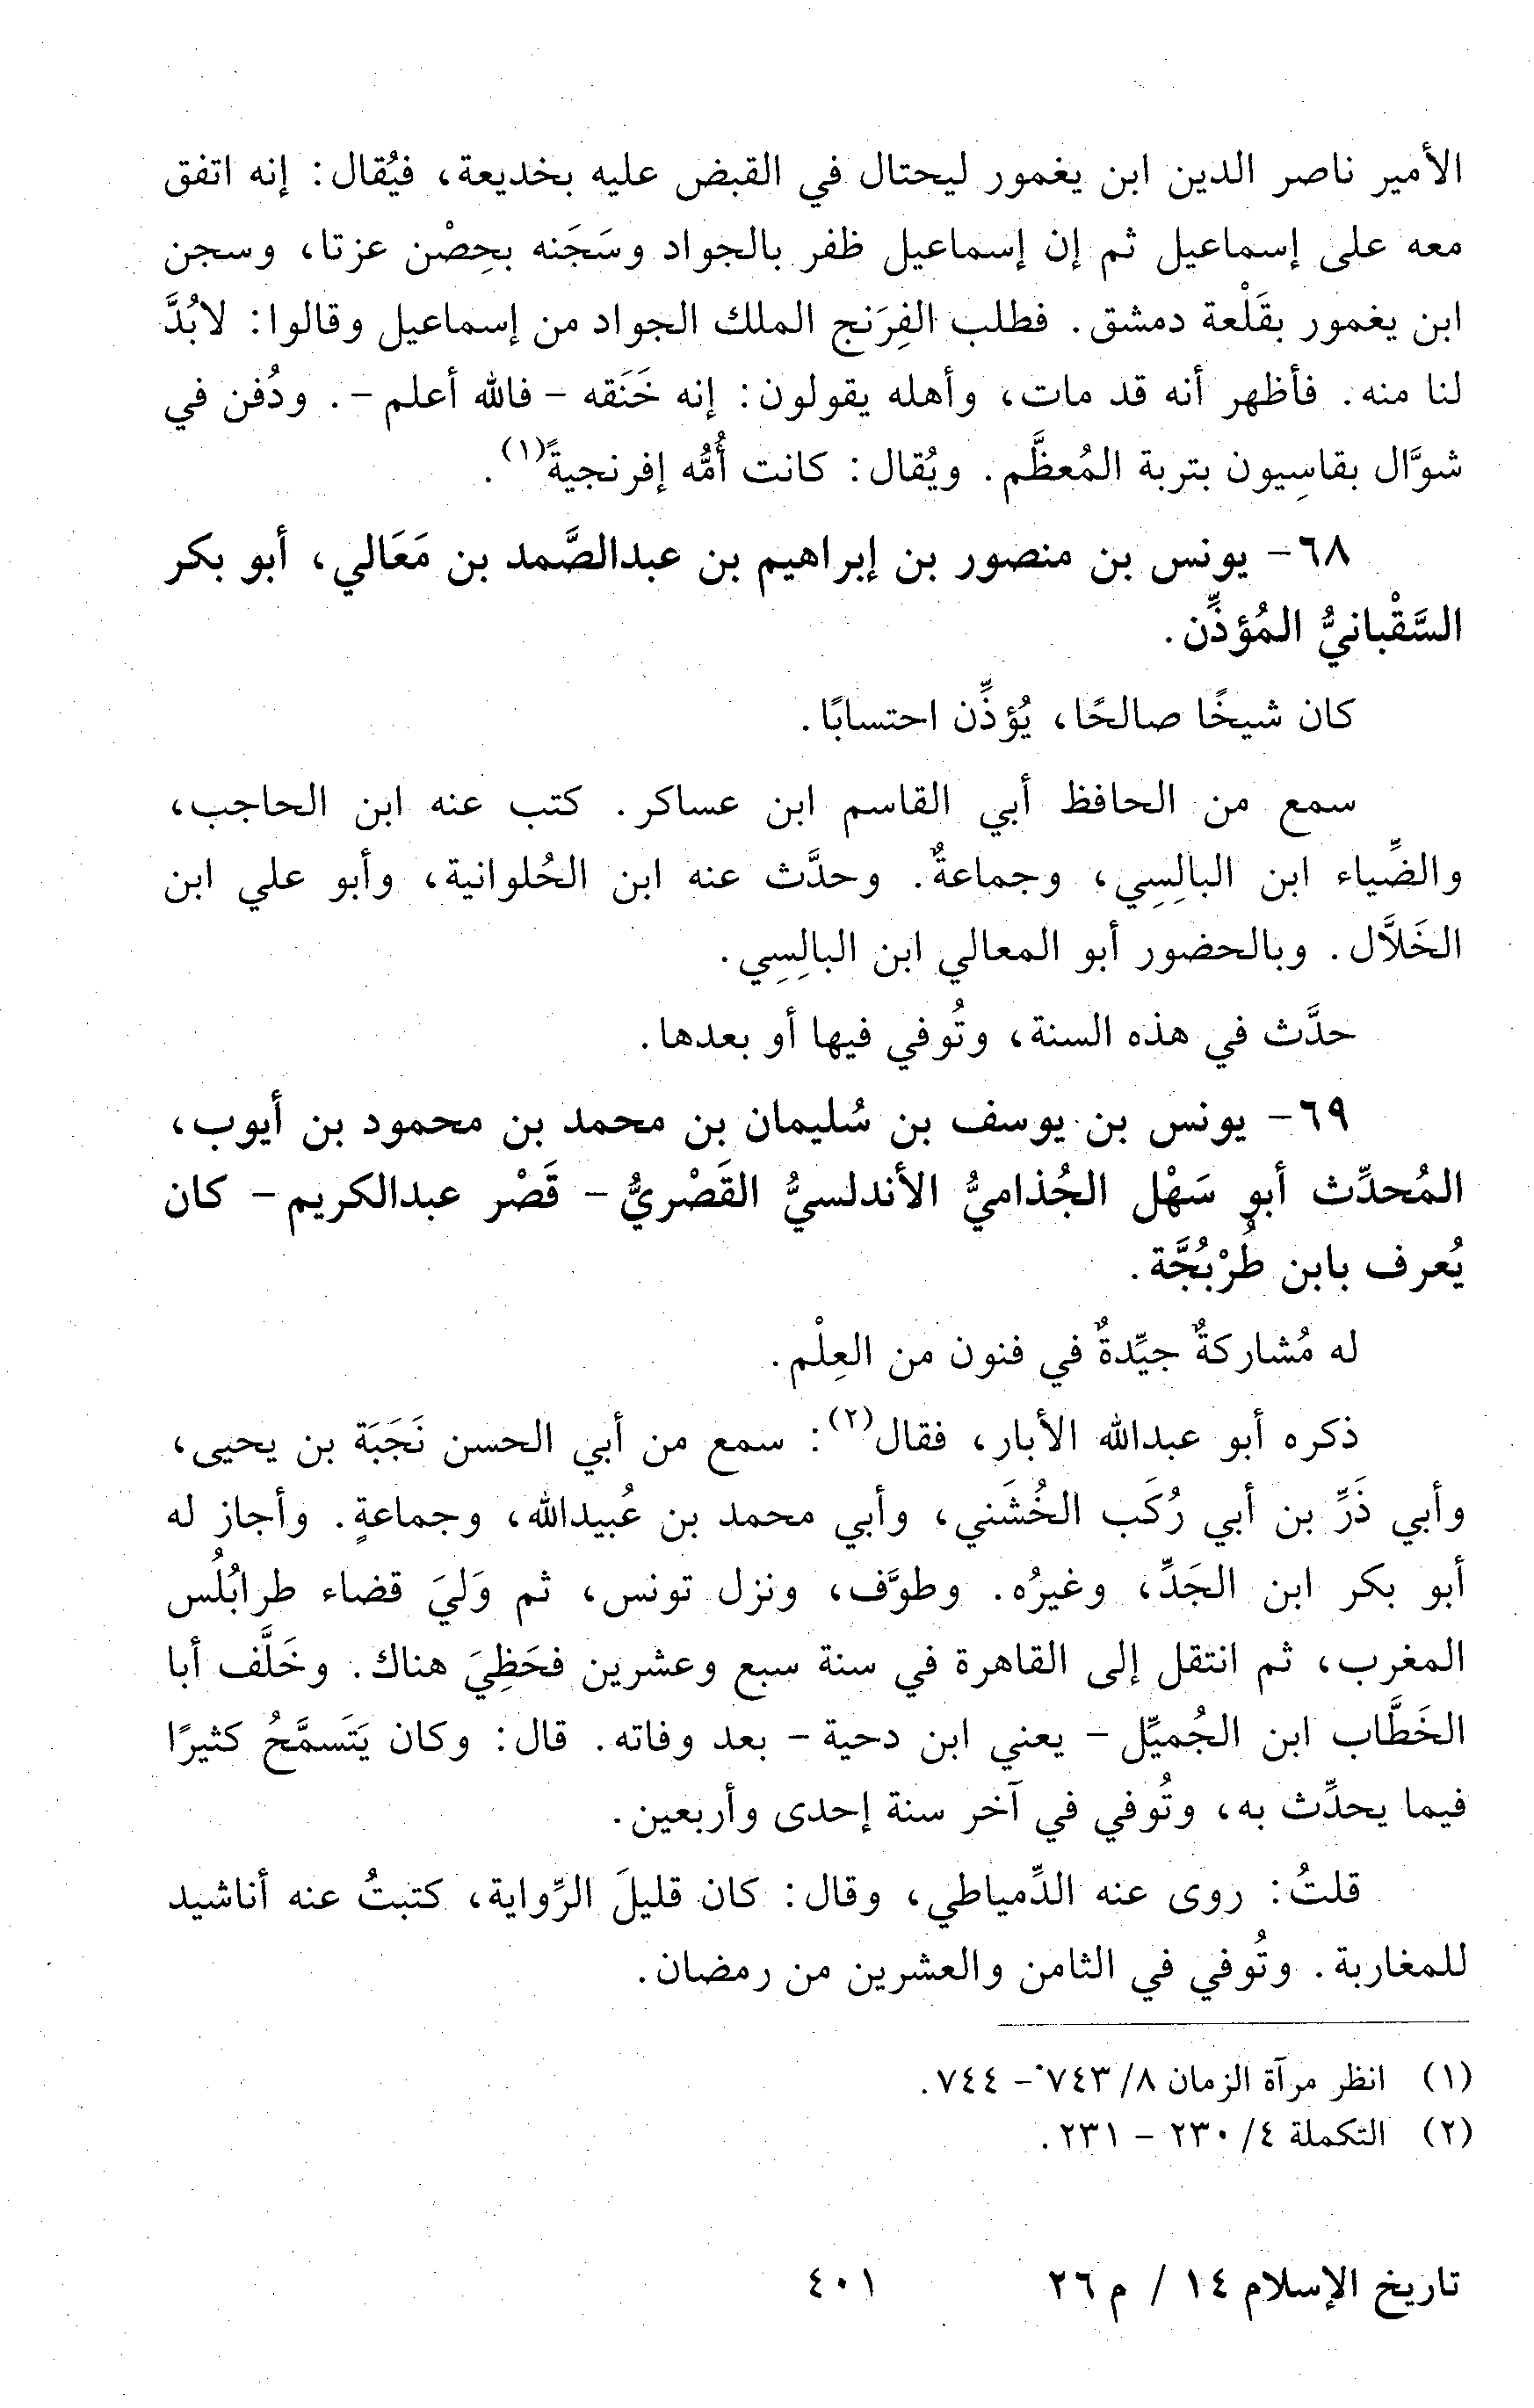 الأمير ناصر الدين ابن يغمور ليحتال في القبض عليه بخديعة، فيُقال: إنه اتفق
معه على إسماعيل ثم إن إسماعيل ظفر بالجواد وسَجَنه بحِصْن عزتا، وسجن
ابن يغمور بقَلْعة دمشق. فطلب الفِرَنج الملك الجواد من إسماعيل وقالوا: لابُدَّ
لنا منه. فأظهر أنه قد مات، وأهله يقولون: إنه خَنَقه - فالله أعلم -. ودُفن في
شوَّال بقاسِيون بتربة المُعظَّم. ويُقال: كانت أُمُّه إفرنجيةً(١).
٦٨- يونس بن منصور بن إبراهيم بن عبدالصَّمد بن مَعَالي، أبو بكر
السَّقْبانيُّ المُؤذِّن.
كان شيخًا صالحًا، يُؤذِّن احتسابًا.
سمع من الحافظ أبي القاسم ابن عساكر. كتب عنه ابن الحاجب،
والضِّياء ابن البالِسِي، وجماعةٌ. وحدَّث عنه ابن الحُلوانية، وأبو علي ابن
الخَلاَّل. وبالحضور أبو المعالي ابن البالِسِي.
حدَّث في هذه السنة، وتُوفي فيها أو بعدها.
٦٩- يونس بن يوسف بن سُليمان بن محمد بن محمود بن أيوب،
المُحدِّث أبو سَهْل الجُذاميُّ الأندلسيُّ القَصْريُّ - قَصْر عبدالكريم - كان
يُعرف بابن طُرْبُجَّة.
له مُشاركةٌ جيِّدةٌ في فنون من العِلْم.
ذكره أبو عبدالله الأبار، فقال(٢): سمع من أبي الحسن نَجَبَة بن يحيى،
وأبي ذَرِّ بن أبي رُكَب الخُشَني، وأبي محمد بن عُبيدالله، وجماعةٍ. وأجاز له
أبو بكر ابن الجَدِّ، وغيرُه. وطوَّف، ونزل تونس، ثم وَليَ قضاء طرابُلُس
المغرب، ثم انتقل إلى القاهرة في سنة سبع وعشرين فحَظِيَ هناك. وخَلَّف أبا
الخَطَّاب ابن الجُميِّل - يعني ابن دحية - بعد وفاته. قال: وكان يَتَسمَّحُ كثيرًا
فيما يحدِّث به، وتُوفي في آخر سنة إحدى وأربعين.
قلتُ: روى عنه الدِّمياطي، وقال: كان قليلَ الرِّواية، كتبتُ عنه أناشيد
للمغاربة. وتُوفي في الثامن والعشرين من رمضان.
(١) انظر مرآة الزمان ٨/ ٧٤٣ - ٧٤٤.
(٢) التكملة ٤/ ٢٣٠ - ٢٣١.
تاريخ الإسلام ١٤ / م ٢٦ ٤٠١